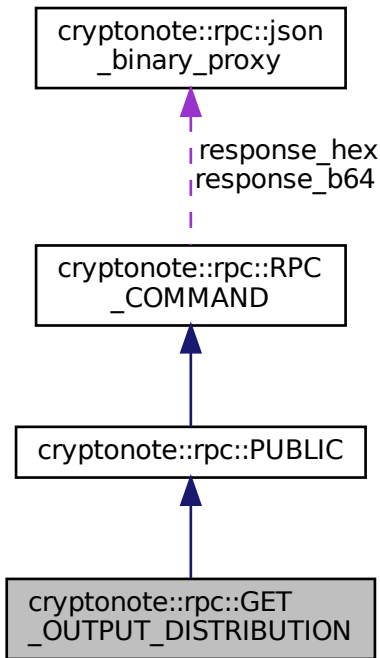 cryptonote::rpc::json
_binary_proxy
response_hex
response_b64
cryptonote::rpc::RPC
_COMMAND
cryptonote::rpc::PUBLIC
cryptonote::rpc::GET
_OUTPUT_DISTRIBUTION